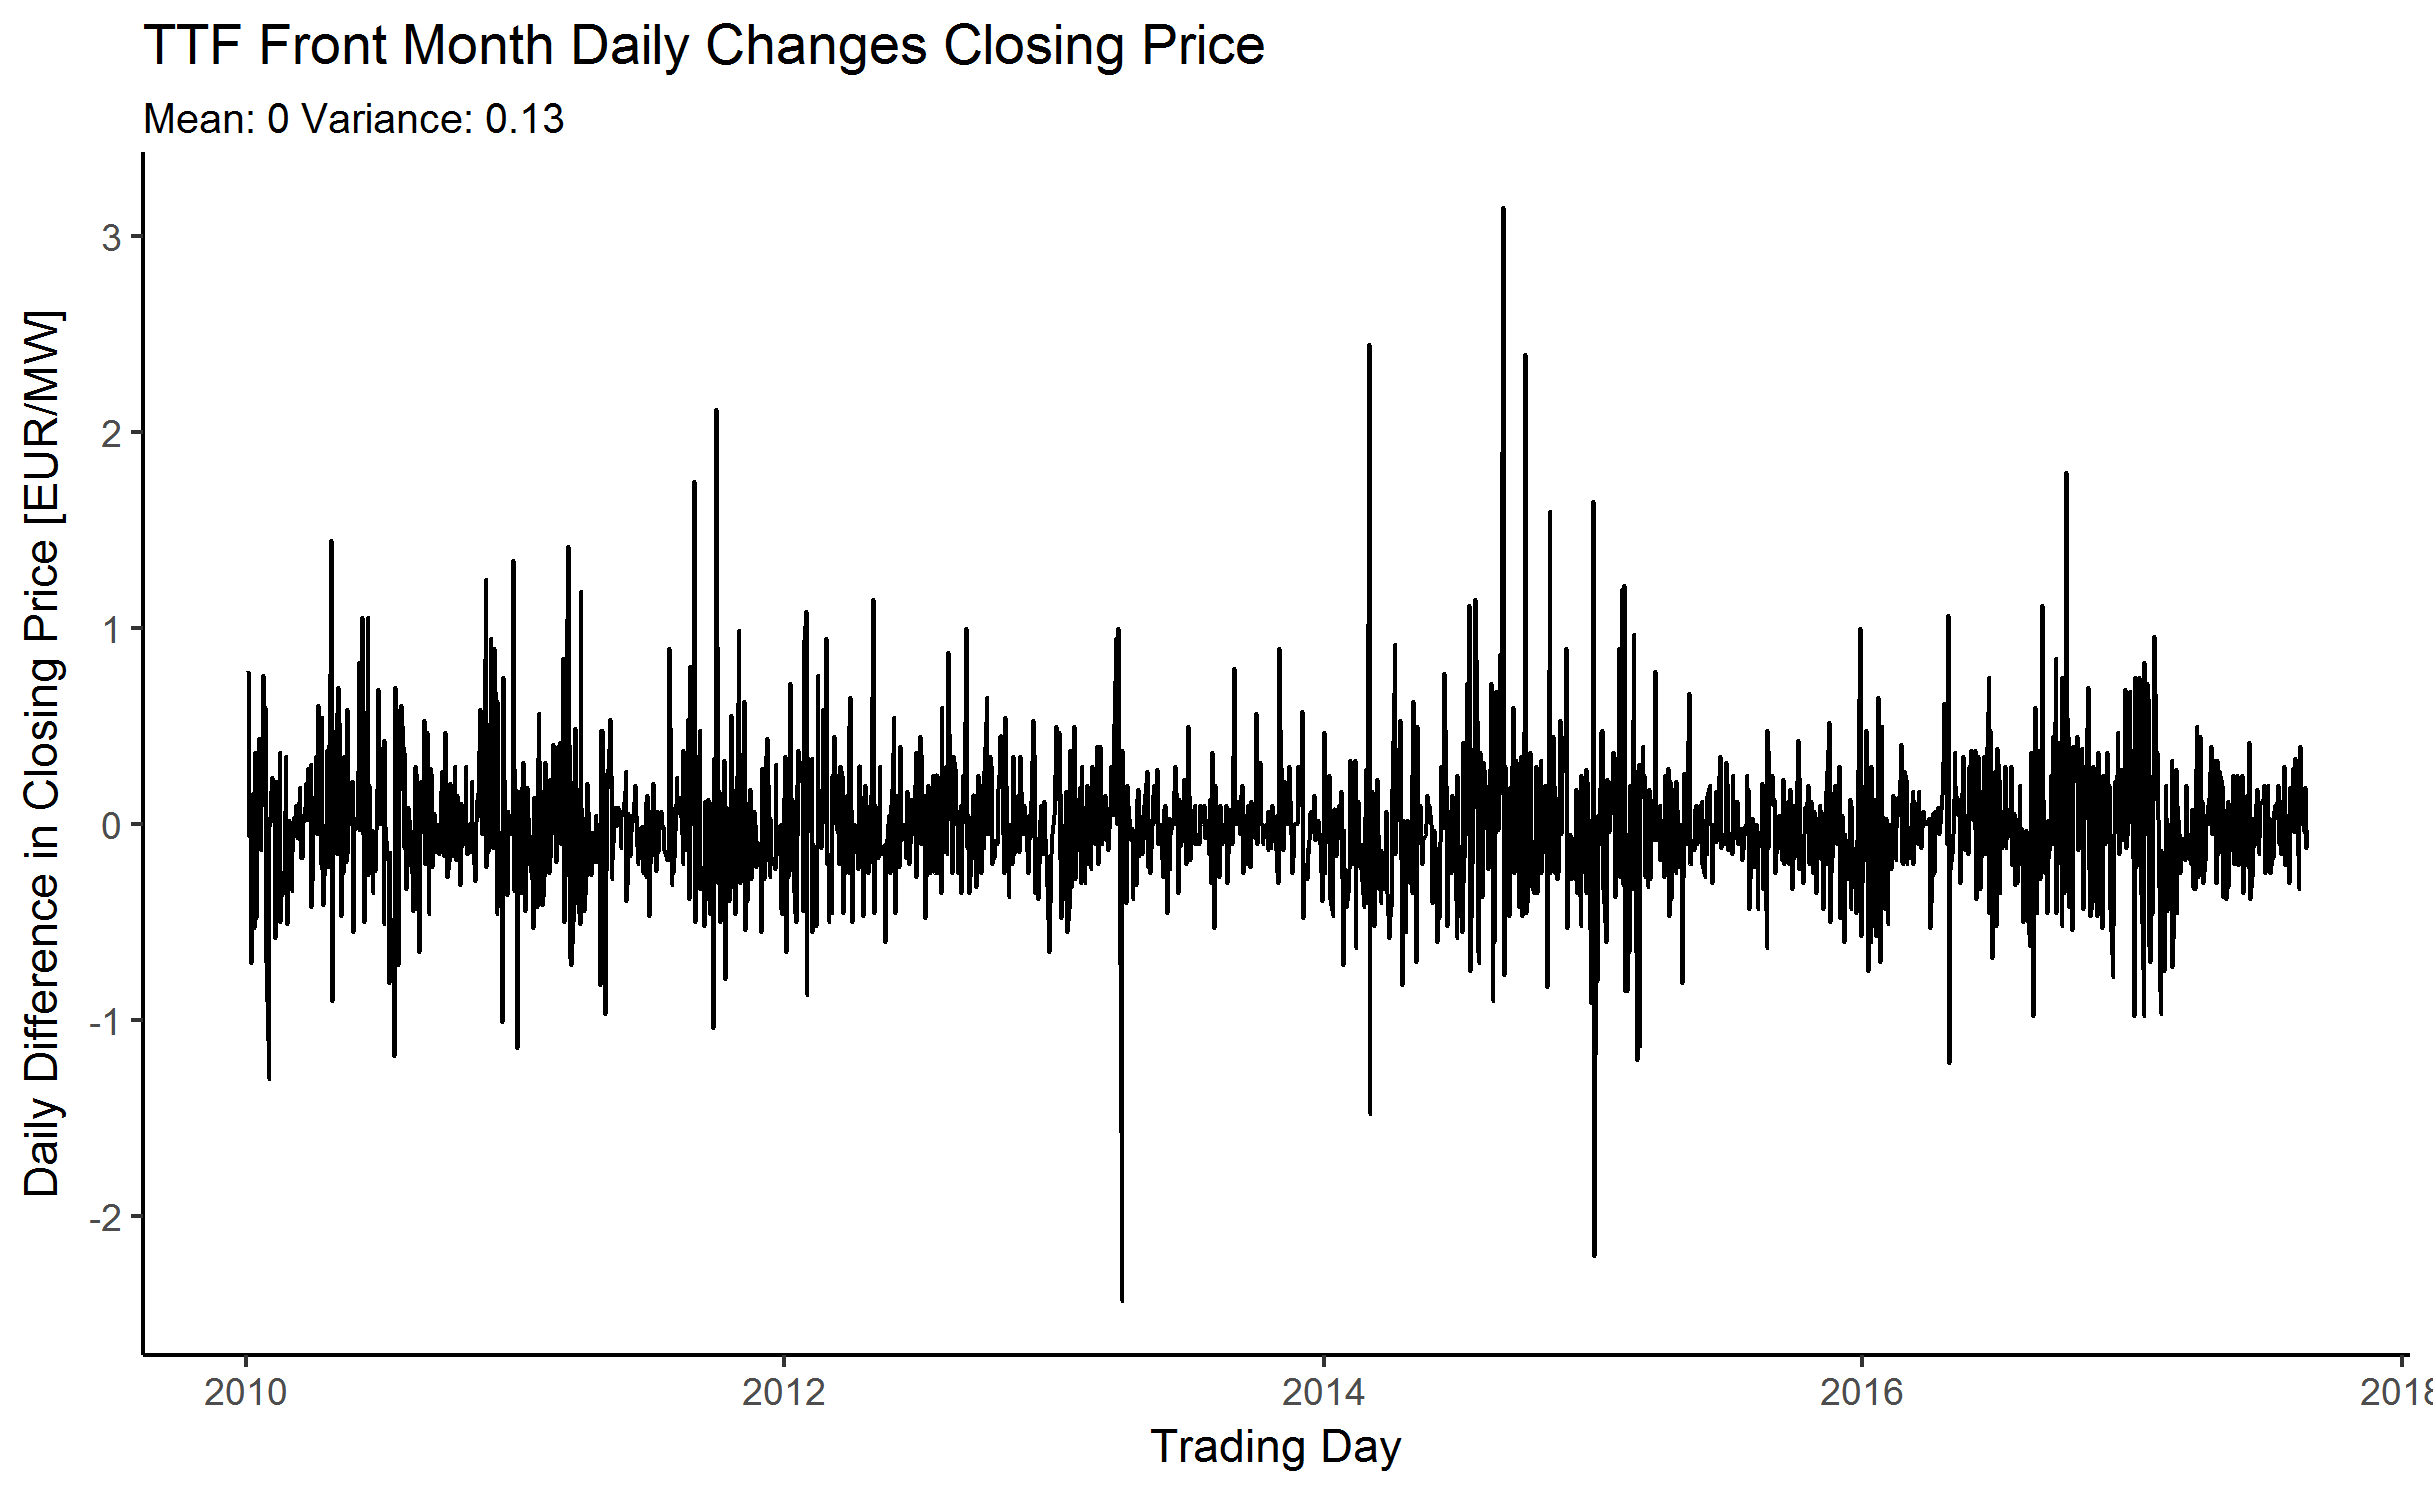 TTF Front Month Daily Changes Closing Price
Mean: 0 Variance: 0.13
Daily Difference in Closing Price [EUR/MW]
3
2
1
0
-1
-2
2010 2012 2014 2016 2018
Trading Day